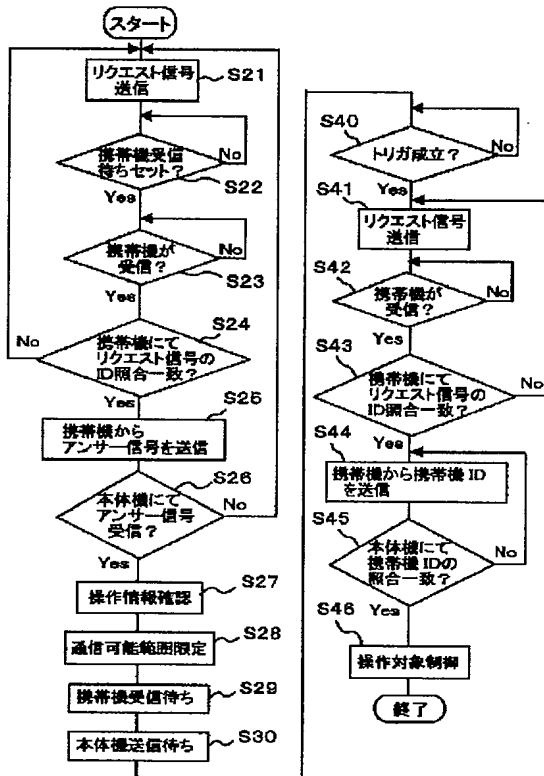 スタート
リクエスト信号
送信
S21
携帯機受信
待ちセット？
No
S22
Yes
携帯機が
受信？
No
S23
Yes
S24
携帯機にて
リクエスト信号の
ID照合一致？
No
Yes
S25
携帯機から
アンサー信号を送信
S26
本体機にて
アンサー信号
受信？
No
Yes
操作情報確認
S27
通信可能範囲限定
S28
携帯機受信待ち
S29
本体機送信待ち
S30
S40
トリガ成立？
No
Yes
S41
リクエスト信号
送信
S42
携帯機が
受信？
No
Yes
S43
携帯機にて
リクエスト信号の
ID照合一致？
No
Yes
S44
携帯機から携帯機 ID
を送信
S45
本体機にて
携帯機 IDの
照合一致？
No
Yes
S46
操作対象制御
終了